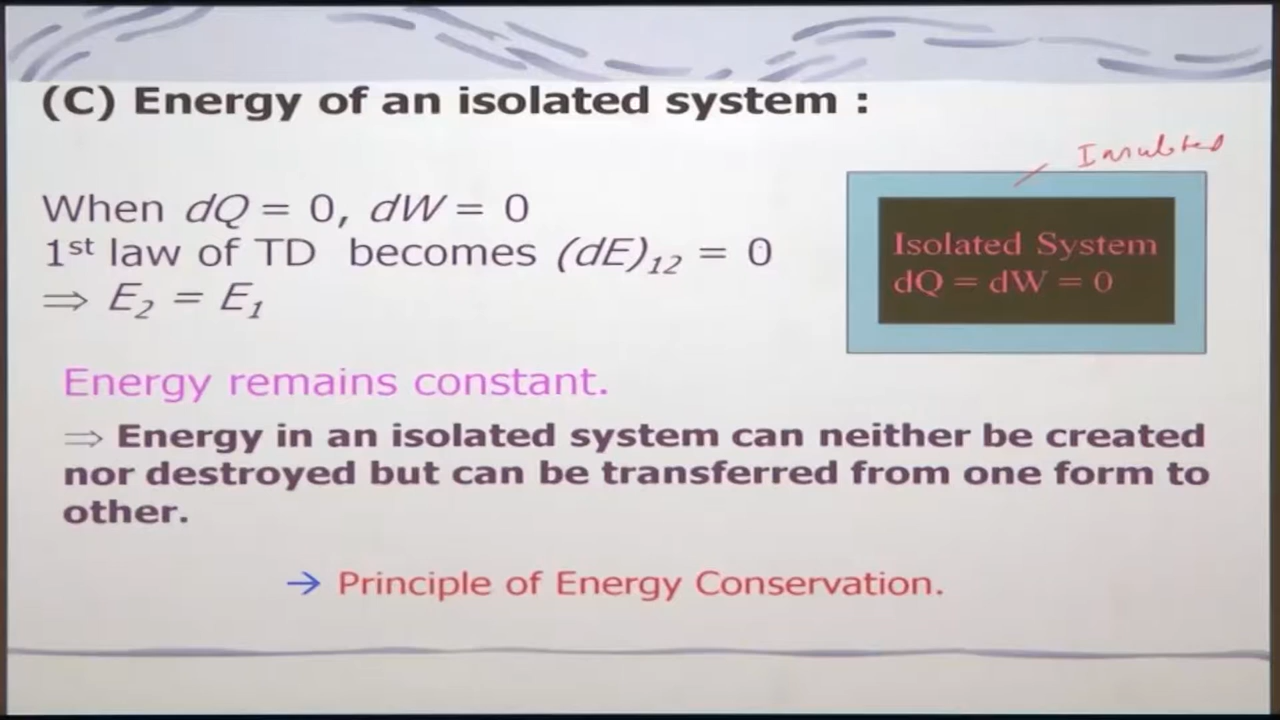 (C) Energy of an isolated system :
Insulated
When dQ = 0, dW = 0
1st law of TD becomes (dE)12 = 0
⇒ E2 = E1
Isolated System
dQ = dW = 0
Energy remains constant.
⇒ Energy in an isolated system can neither be created
nor destroyed but can be transferred from one form to
other.
→ Principle of Energy Conservation.